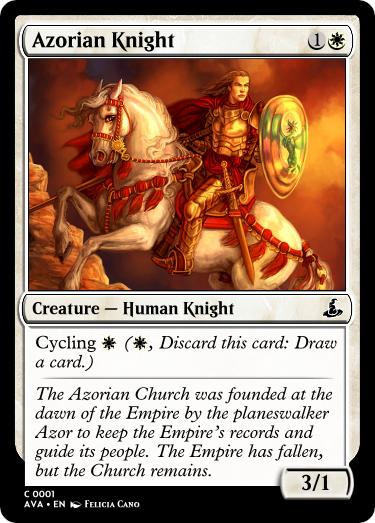 Azorian Knight 1
Creature — Human Knight
Cycling (, Discard this card: Draw
a card.)
The Azorian Church was founded at the
dawn of the Empire by the planeswalker
Azor to keep the Empire's records and
guide its people. The Empire has fallen,
but the Church remains.
3/1
C 0001
AVA • EN Felicia Cano